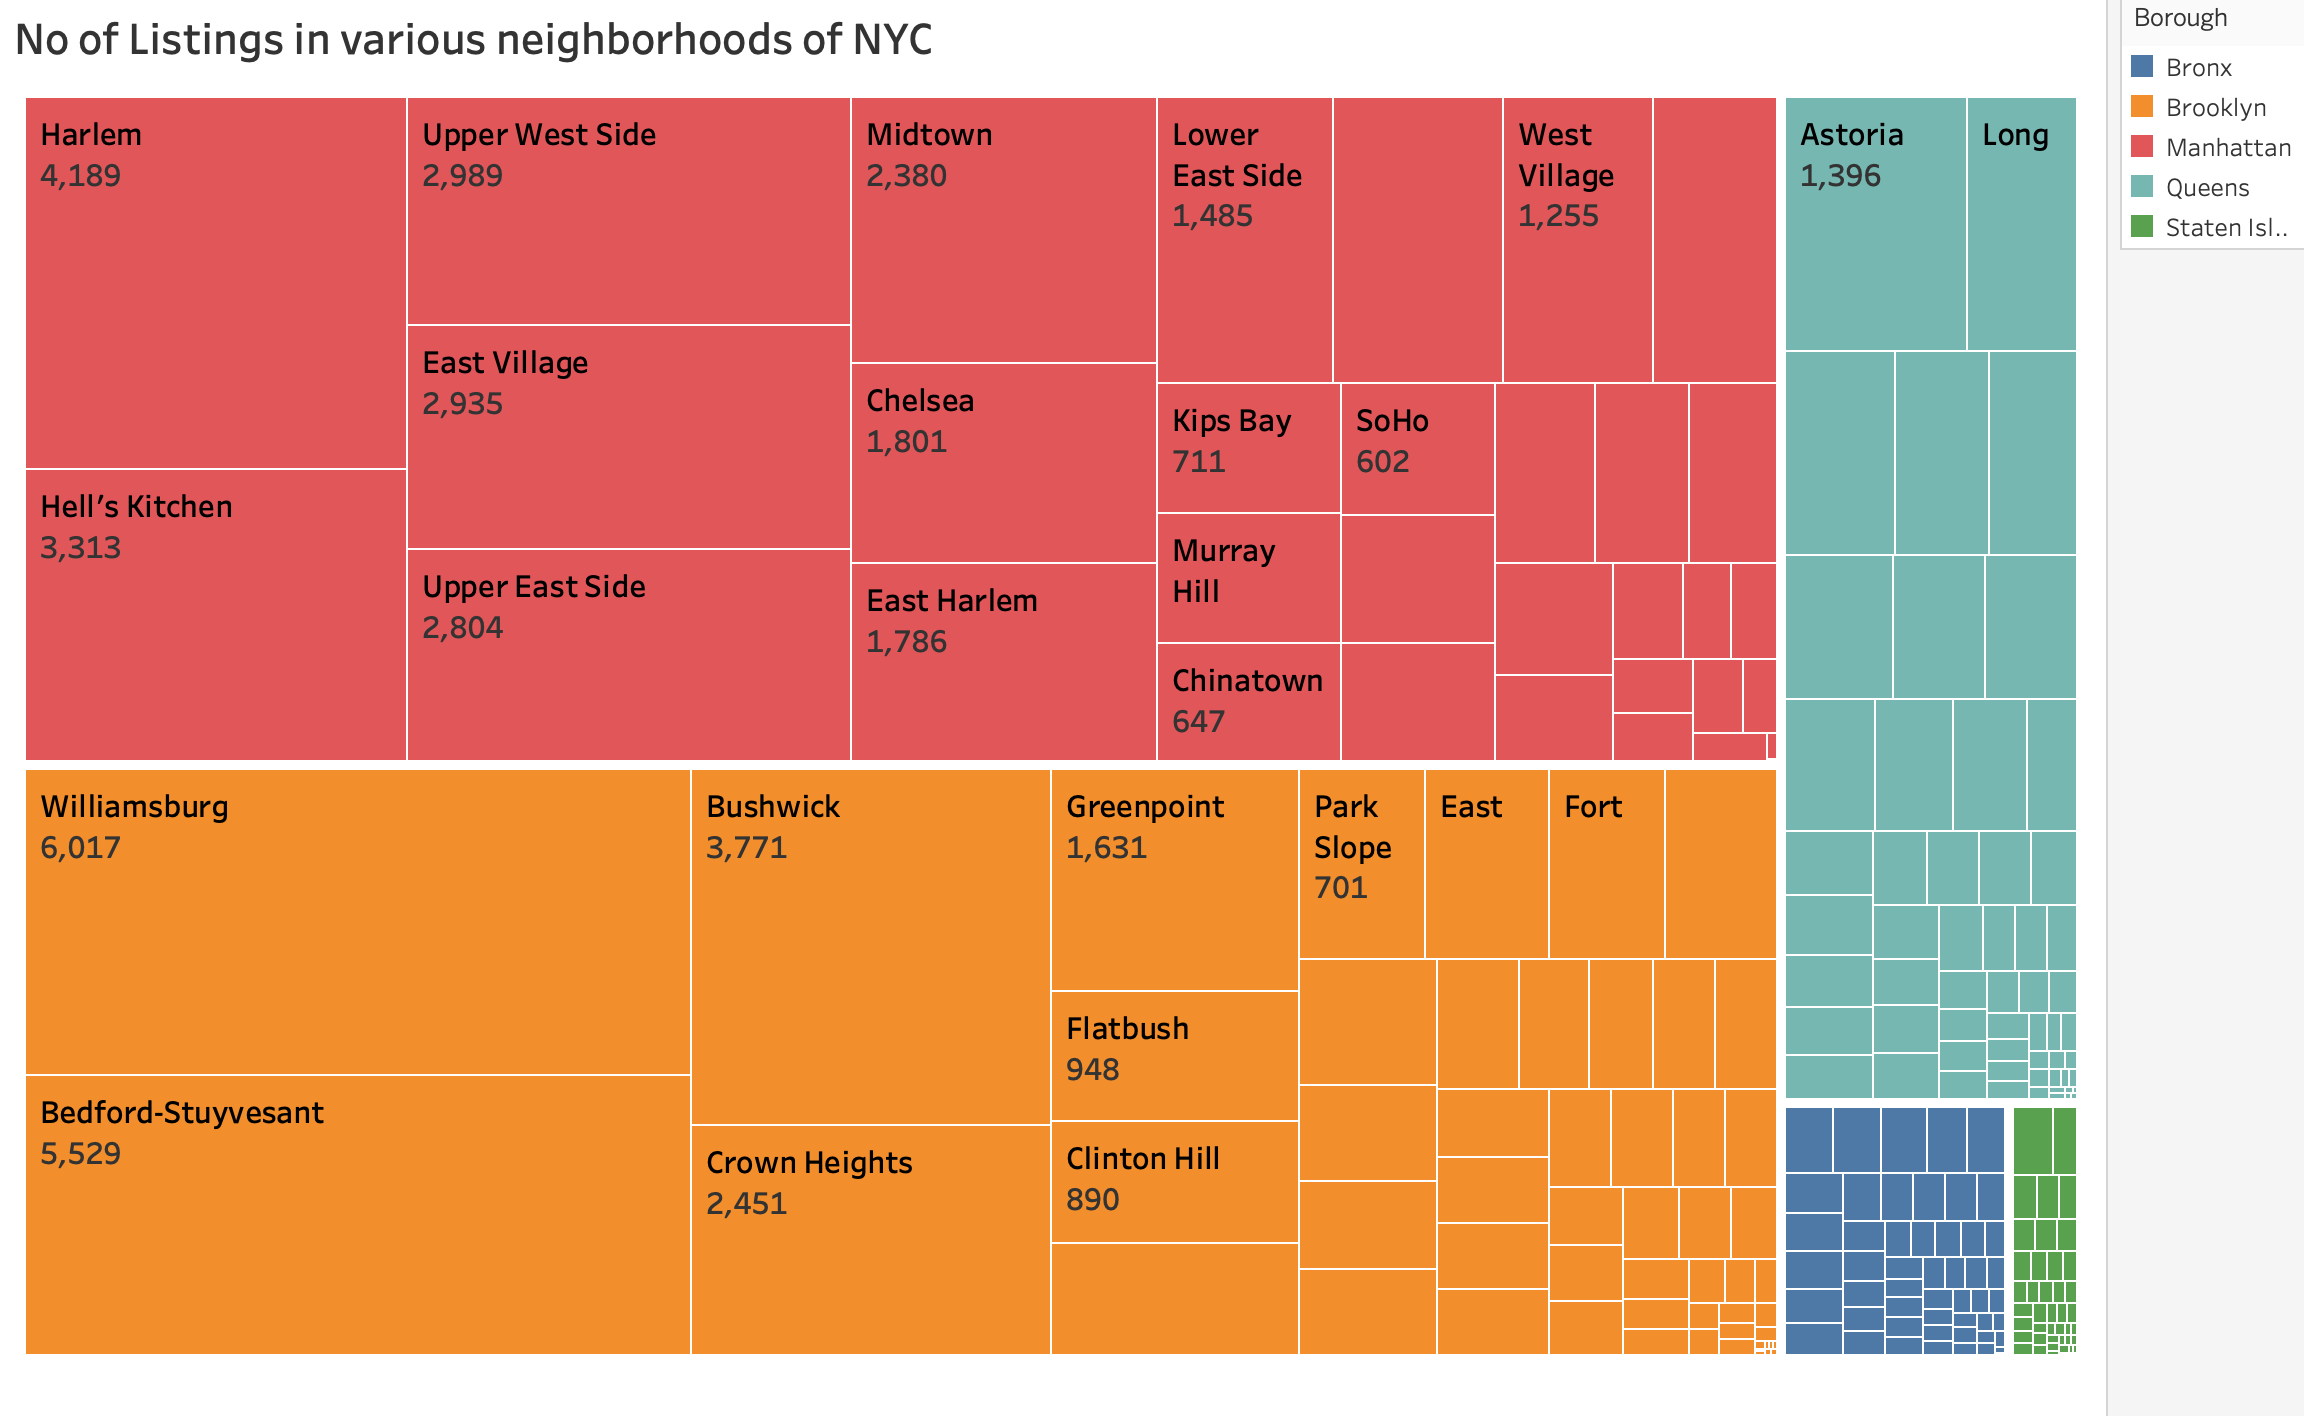 No of Listings in various neighborhoods of NYC
Borough
Bronx
Brooklyn
Manhattan
Queens
Staten Isl..
Harlem
4,189
Hell's Kitchen
3,313
Upper West Side
2,989
East Village
2,935
Upper East Side
2,804
Midtown
2,380
Chelsea
1,801
East Harlem
1,786
Lower
East Side
1,485
West
Village
1,255
Kips Bay
711
Murray
Hill
Chinatown
647
SoHo
602
Astoria
1,396
Long
Williamsburg
6,017
Bedford-Stuyvesant
5,529
Bushwick
3,771
Crown Heights
2,451
Greenpoint
1,631
Flatbush
948
Clinton Hill
890
Park
Slope
701
East
Fort